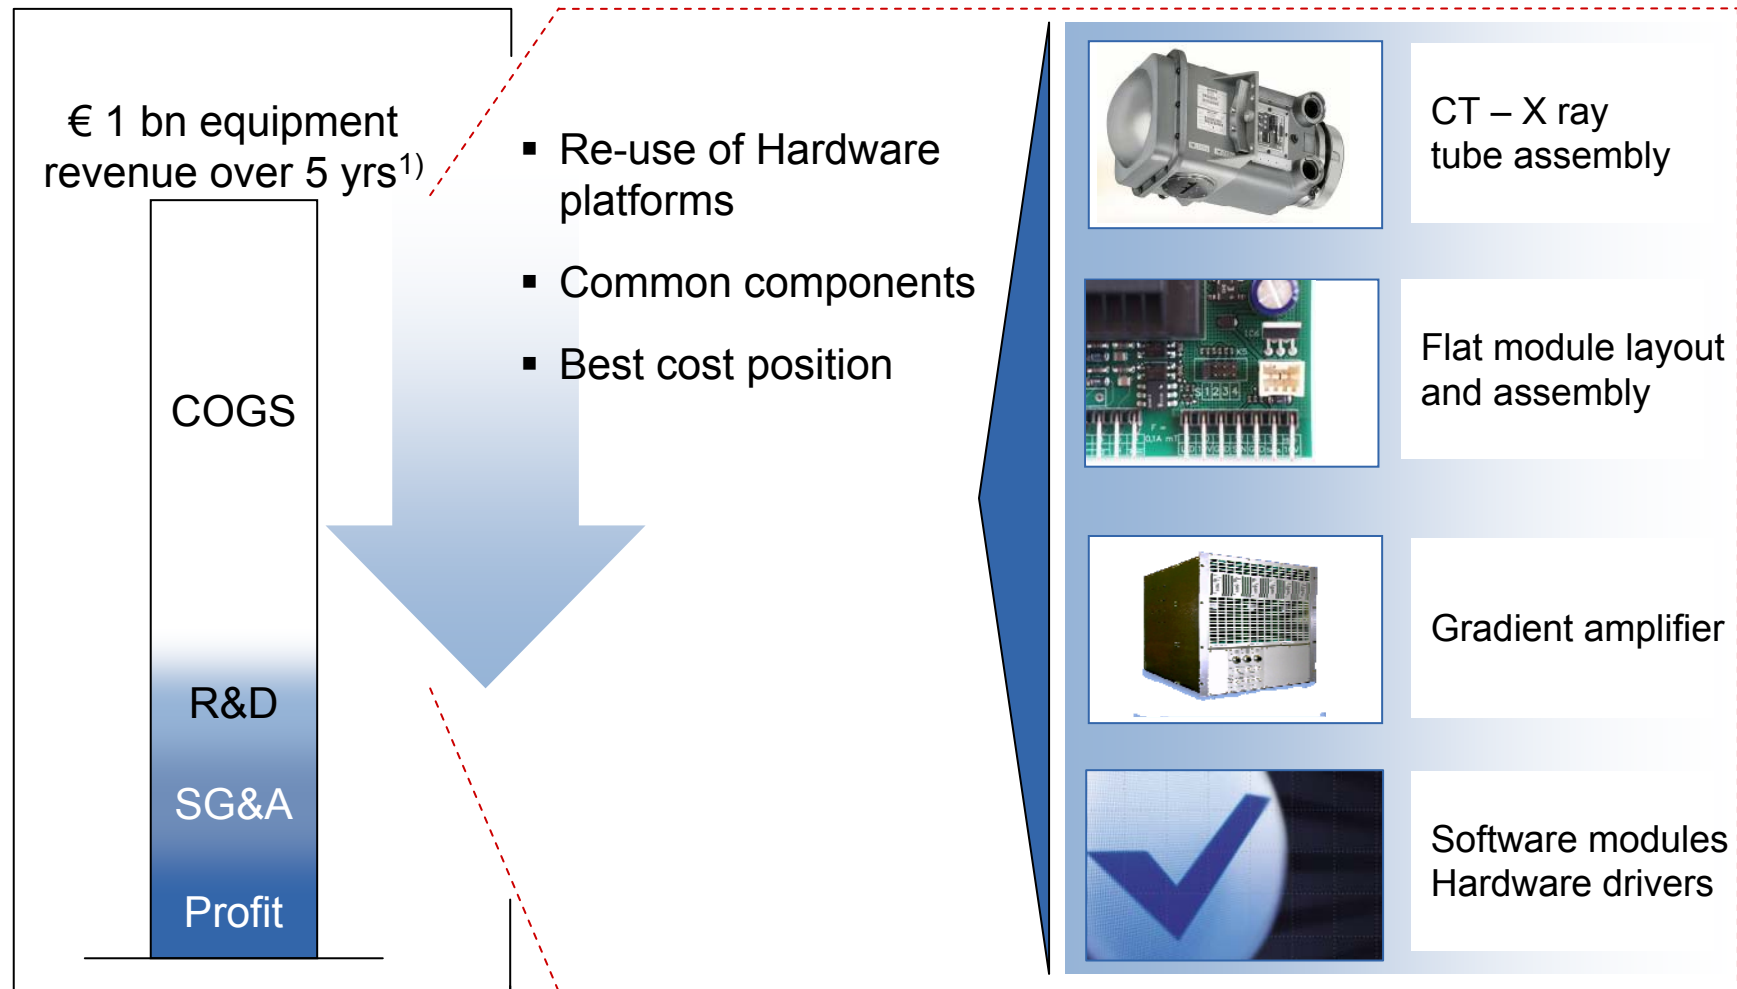 € 1 bn equipment
revenue over 5 yrs1)
COGS
R&D
SG&A
Profit
▪ Re-use of Hardware
platforms
▪ Common components
▪ Best cost position
CT – X ray
tube assembly
Flat module layout
and assembly
Gradient amplifier
Software modules
Hardware drivers